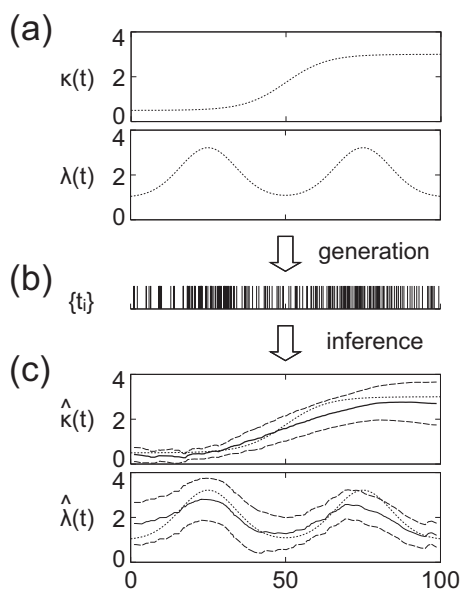 (a)
4
κ(t) 2
0
4
λ(t) 2
0
generation
(b)
{tᵢ}
inference
(c)
4
κ̂(t) 2
0
4
λ̂(t) 2
0
0 50 100